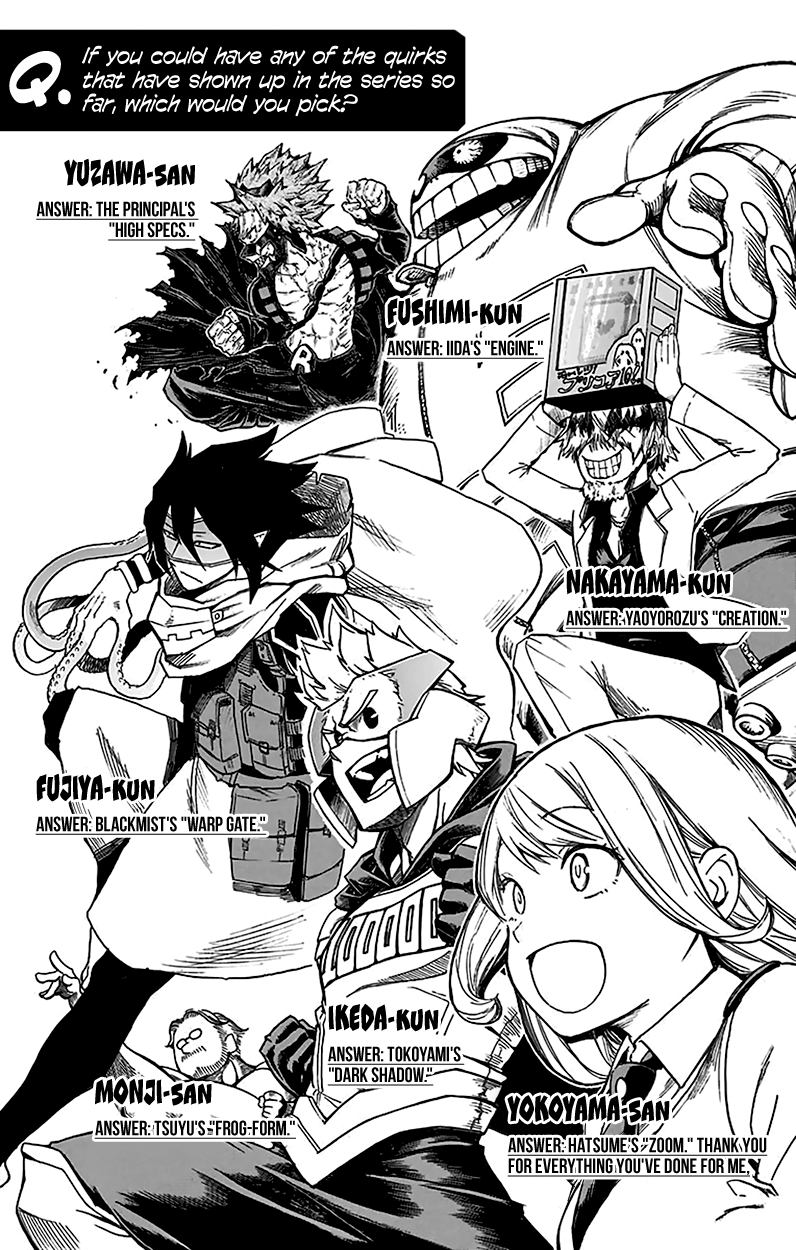 Q. If you could have any of the quirks
that have shown up in the series so
far, which would you pick?
YUZAWA-SAN
ANSWER: THE PRINCIPAL'S
"HIGH SPECS."
FUSHIMI-KUN
ANSWER: IIDA'S "ENGINE."
NAKAYAMA-KUN
ANSWER: YAOYOROZU'S "CREATION."
FUJIYA-KUN
ANSWER: BLACKMIST'S "WARP GATE."
1000000
IKEDA-KUN
ANSWER: TOKOYAMI'S
"DARK SHADOW."
MONJI-SAN
ANSWER: TSUYU'S "FROG-FORM."
YOKOYAMA-SAN
ANSWER: HATSUME'S "ZOOM." THANK YOU
FOR EVERYTHING YOU'VE DONE FOR ME.